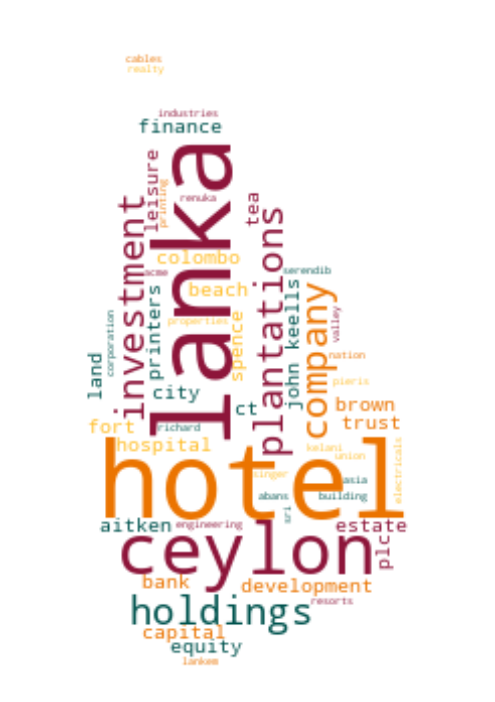 cables
realty
industries
finance
lanka
leisure
printing
renuka
investment
tea
plantations
colombo
acme
serendib
beach
printers
john keells
company
valley
corporation
land
properties
spence
nation
city
pieris
ct
brown
fort
richard
trust
hospital
kelani
union
electricals
hotel
singer
asia
abans
building
sri
aitken
engineering
estate
ceylon
plc
bank
development
holdings
resorts
capital
equity
lankem